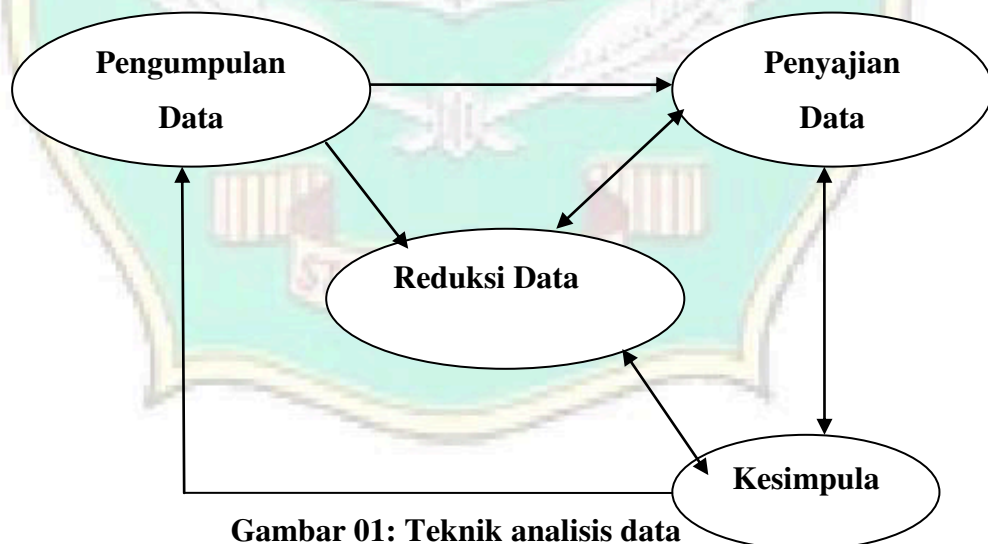 Pengumpulan
Data
Penyajian
Data
Reduksi Data
Kesimpula
Gambar 01: Teknik analisis data